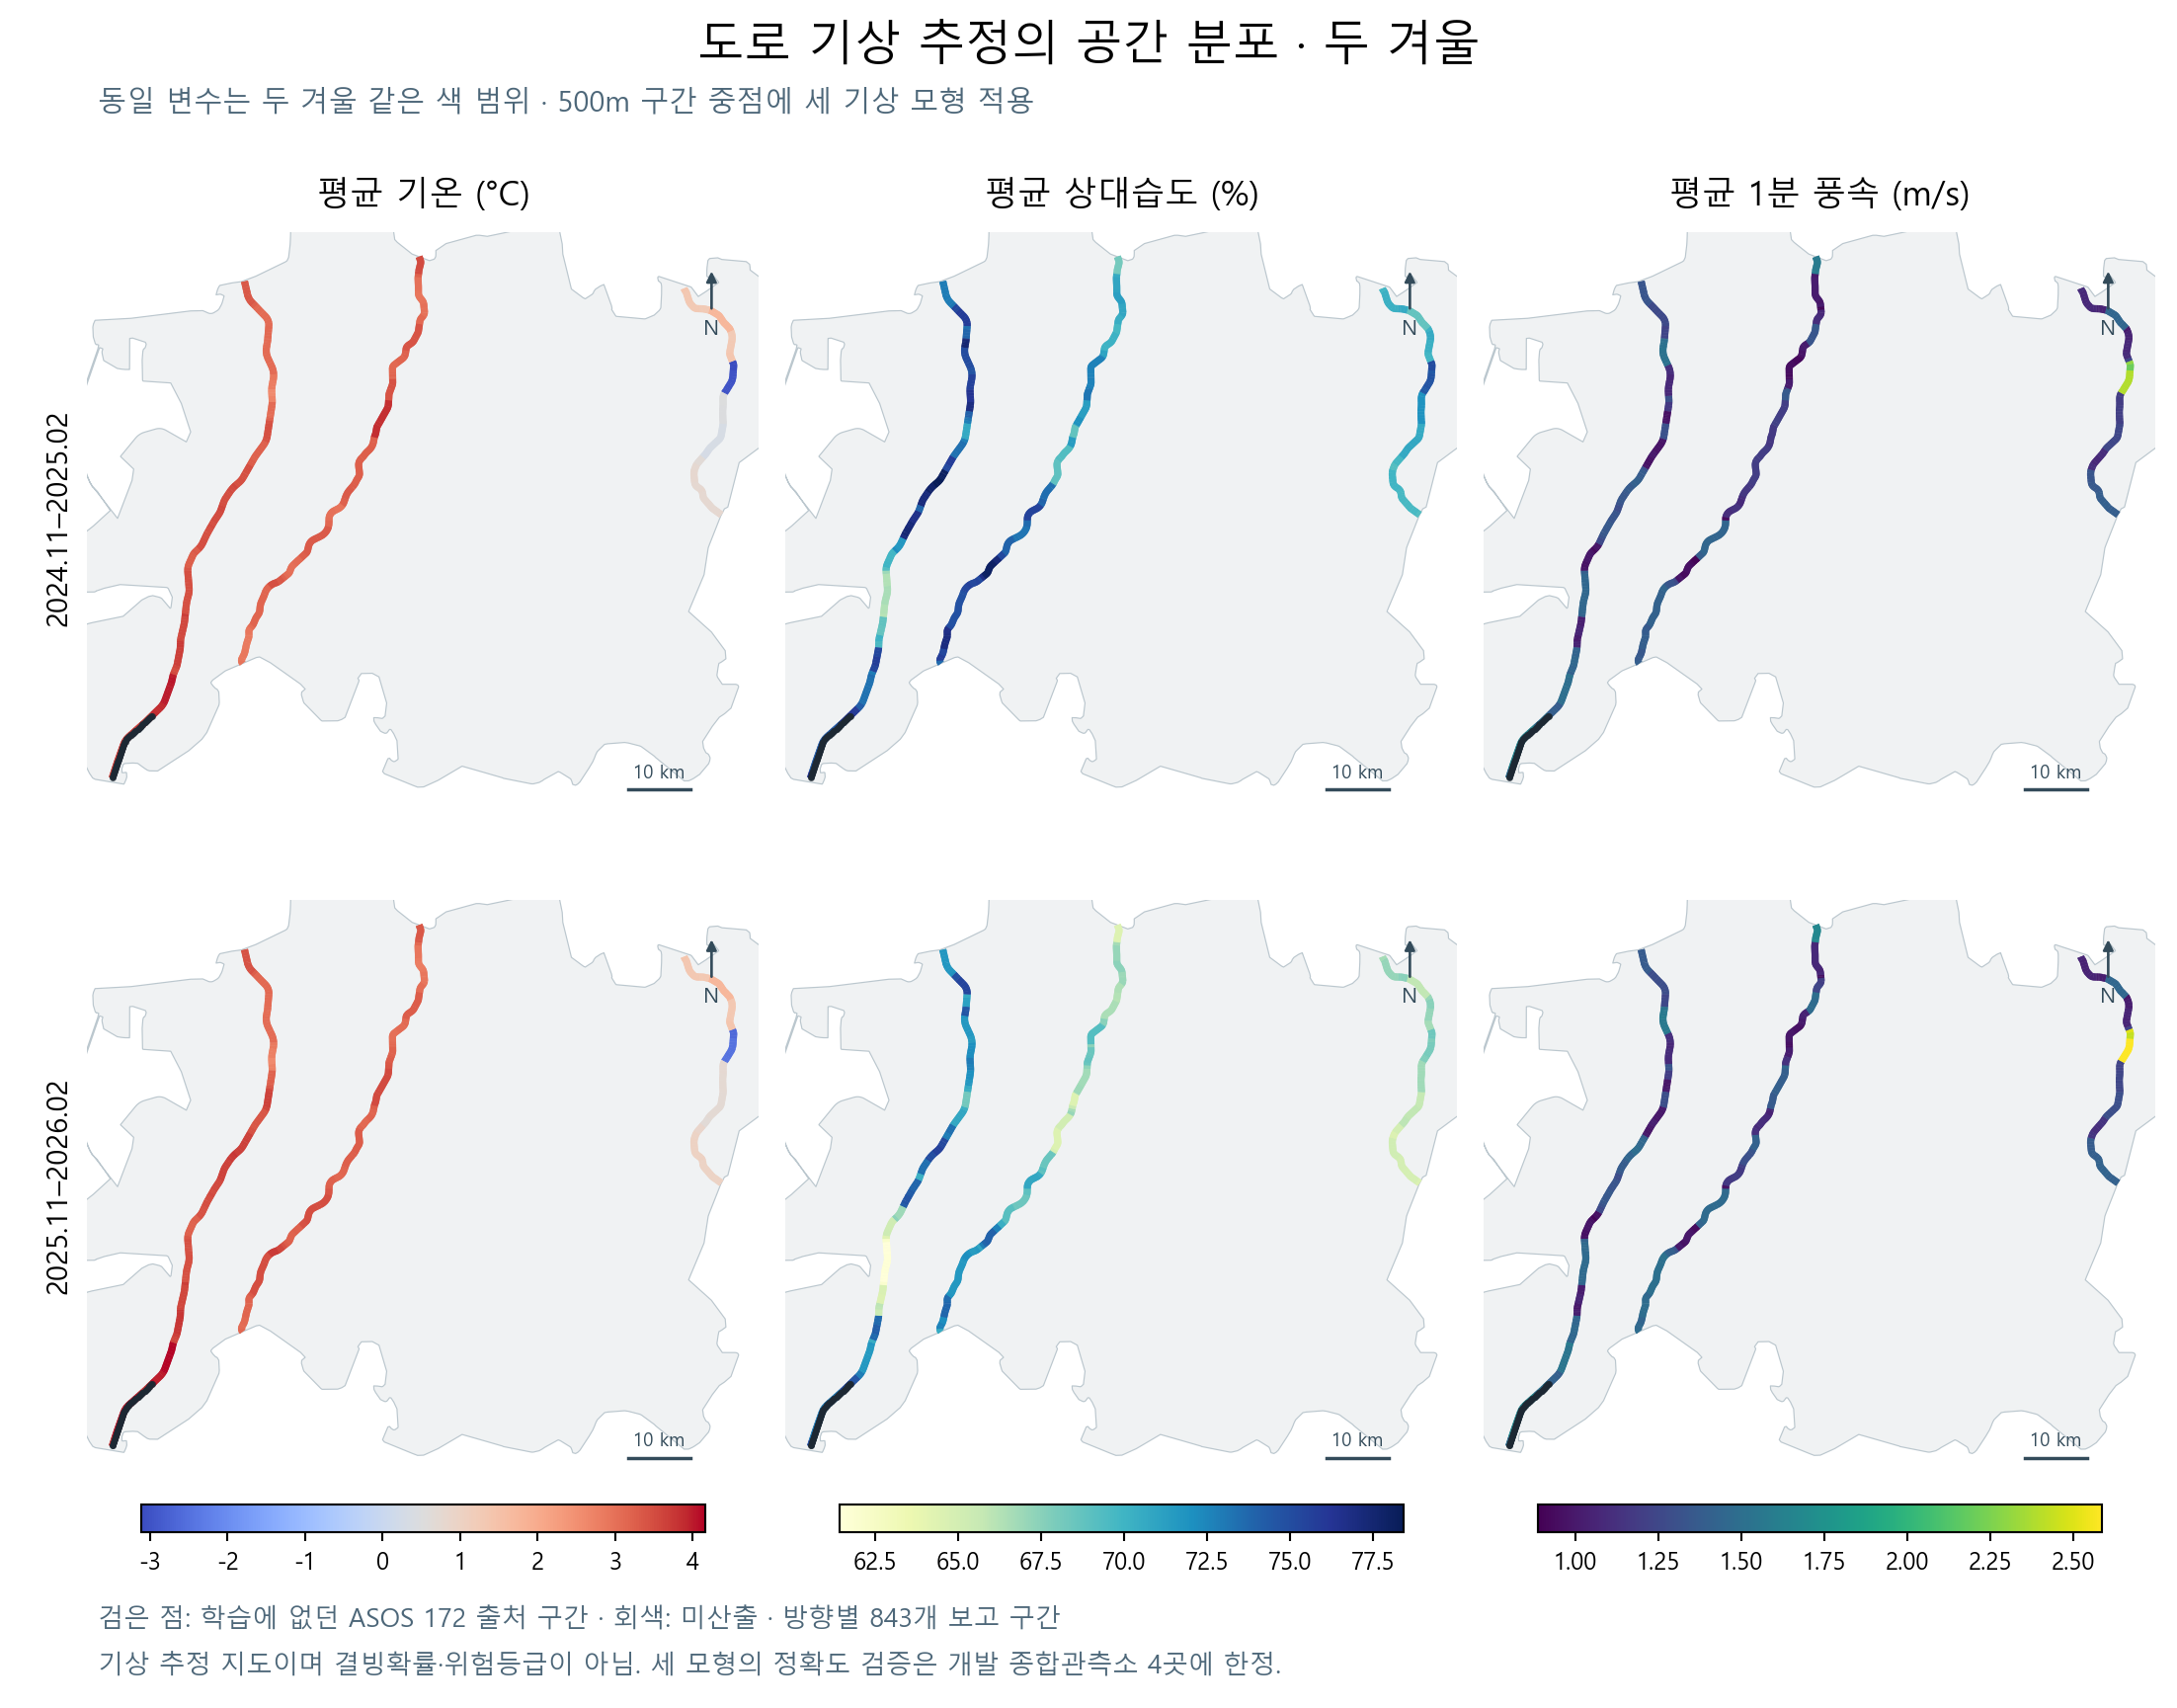 도로 기상 추정의 공간 분포 · 두 겨울
동일 변수는 두 겨울 같은 색 범위 · 500m 구간 중점에 세 기상 모형 적용
평균 기온 (°C)
평균 상대습도 (%)
평균 1분 풍속 (m/s)
2024.11–2025.02
N
N
N
10 km
10 km
10 km
2025.11–2026.02
N
N
N
10 km
10 km
10 km
-3 -2 -1 0 1 2 3 4
62.5 65.0 67.5 70.0 72.5 75.0 77.5
1.00 1.25 1.50 1.75 2.00 2.25 2.50
검은 점: 학습에 없던 ASOS 172 출처 구간 · 회색: 미산출 · 방향별 843개 보고 구간
기상 추정 지도이며 결빙확률·위험등급이 아님. 세 모형의 정확도 검증은 개발 종합관측소 4곳에 한정.